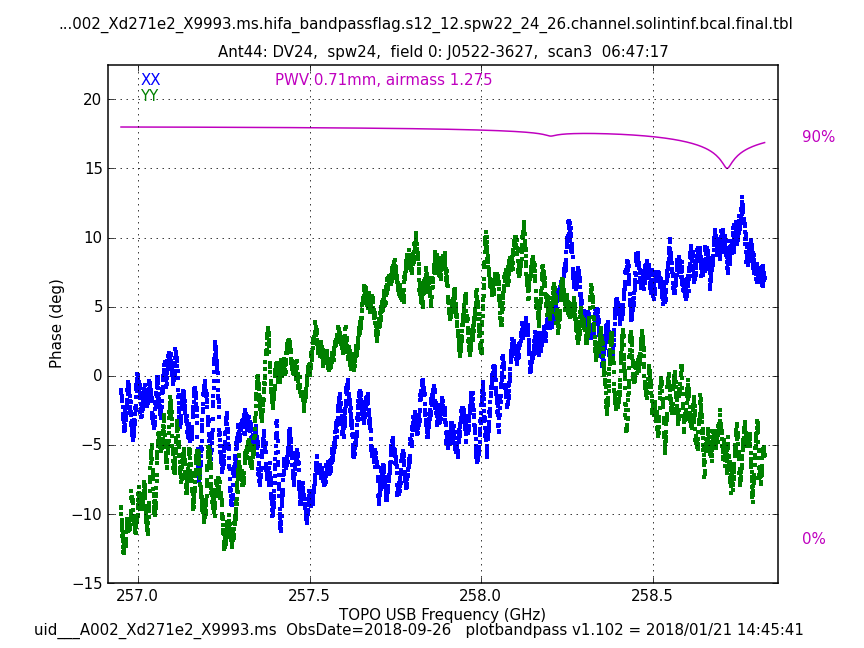 ...002_Xd271e2_X9993.ms.hifa_bandpassflag.s12_12.spw22_24_26.channel.solintinf.bcal.final.tbl
Ant44: DV24,  spw24,  field 0: J0522-3627,  scan3  06:47:17
XX
PWV 0.71mm, airmass 1.275
YY
20
90%
15
10
5
Phase (deg)
0
−5
−10
0%
−15
257.0
257.5
258.0
258.5
TOPO USB Frequency (GHz)
uid___A002_Xd271e2_X9993.ms  ObsDate=2018-09-26   plotbandpass v1.102 = 2018/01/21 14:45:41